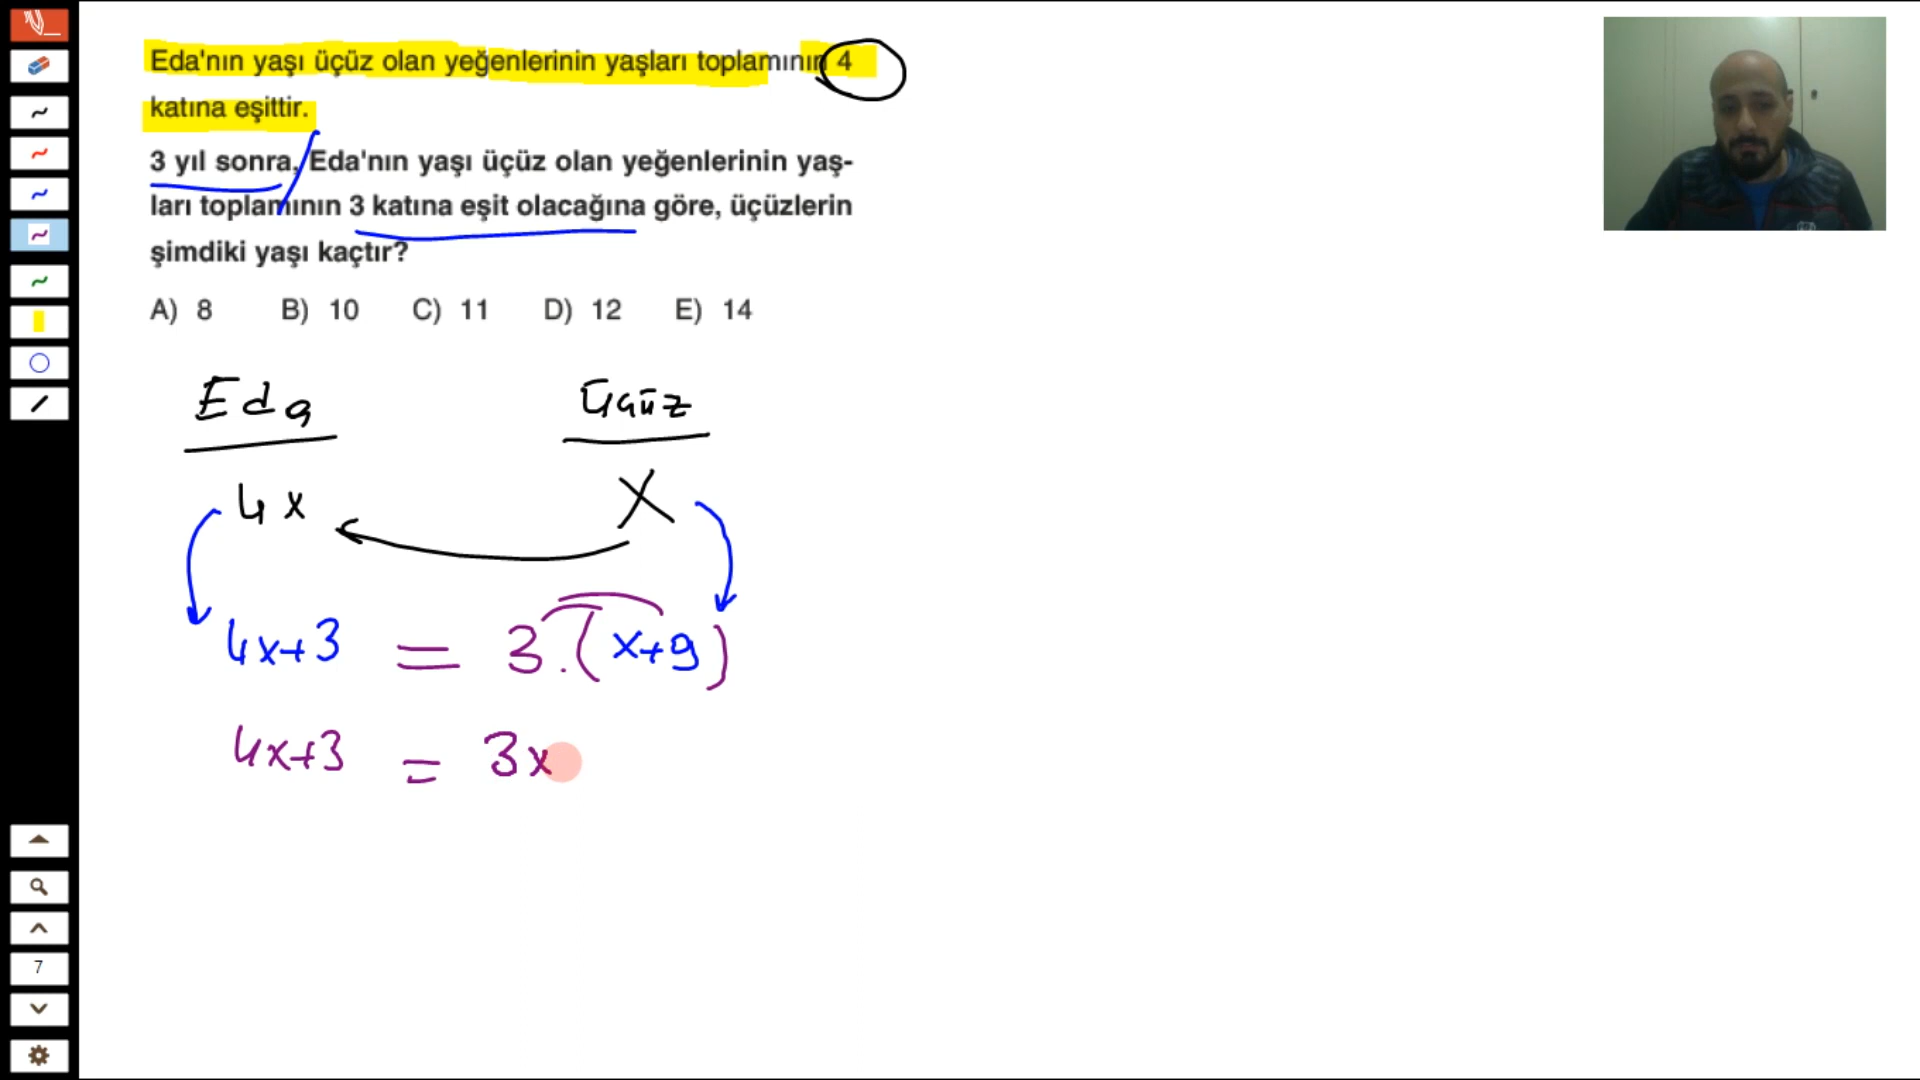 Eda'nın yaşı üçüz olan yeğenlerinin yaşları toplamının 4
katına eşittir.
3 yıl sonra, Eda'nın yaşı üçüz olan yeğenlerinin yaş-
ları toplamının 3 katına eşit olacağına göre, üçüzlerin
şimdiki yaşı kaçtır?
A) 8 B) 10 C) 11 D) 12 E) 14
Eda Üçüz
4x x
4x+3 = 3.(x+9)
4x+3 = 3x
7